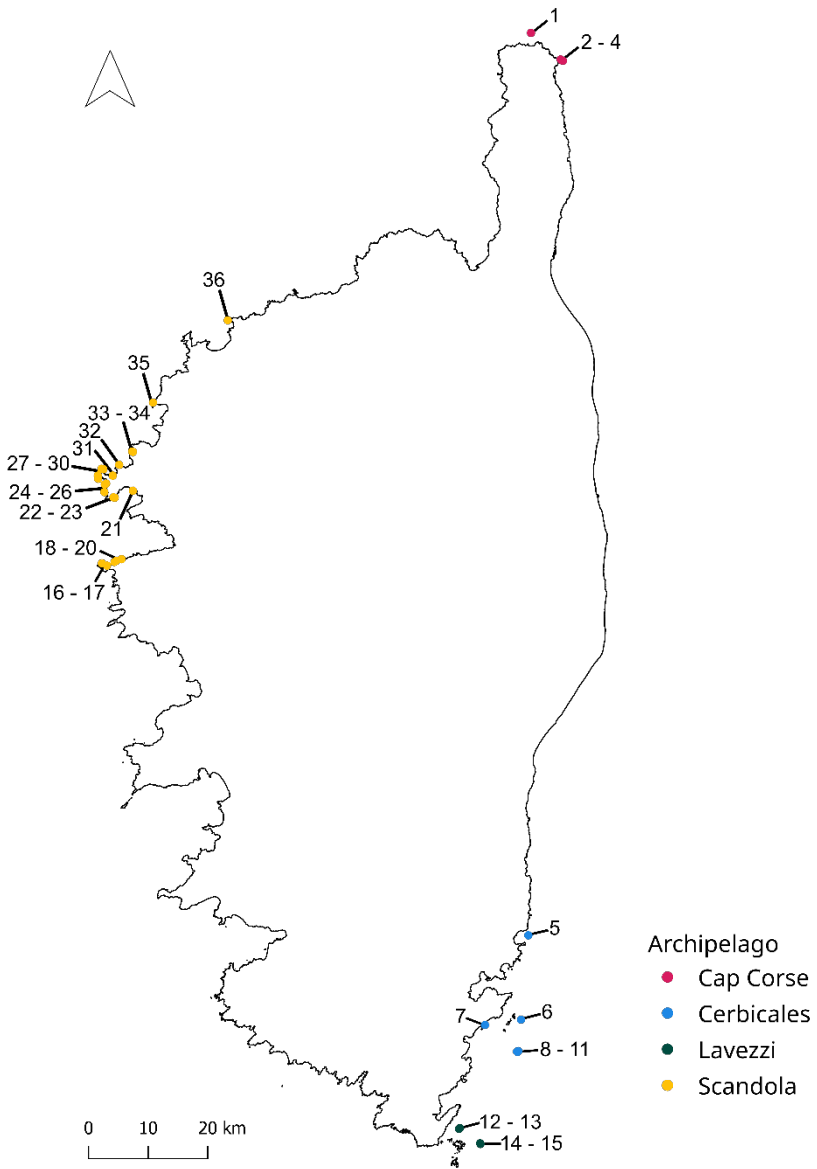 1
2 - 4
36
35
33 - 34
32
31
27 - 30
24 - 26
22 - 23
21
18 - 20
16 - 17
5
Archipelago
Cap Corse
6
Cerbicales
7
8 - 11
Lavezzi
Scandola
12 - 13
0 10 20 km
14 - 15